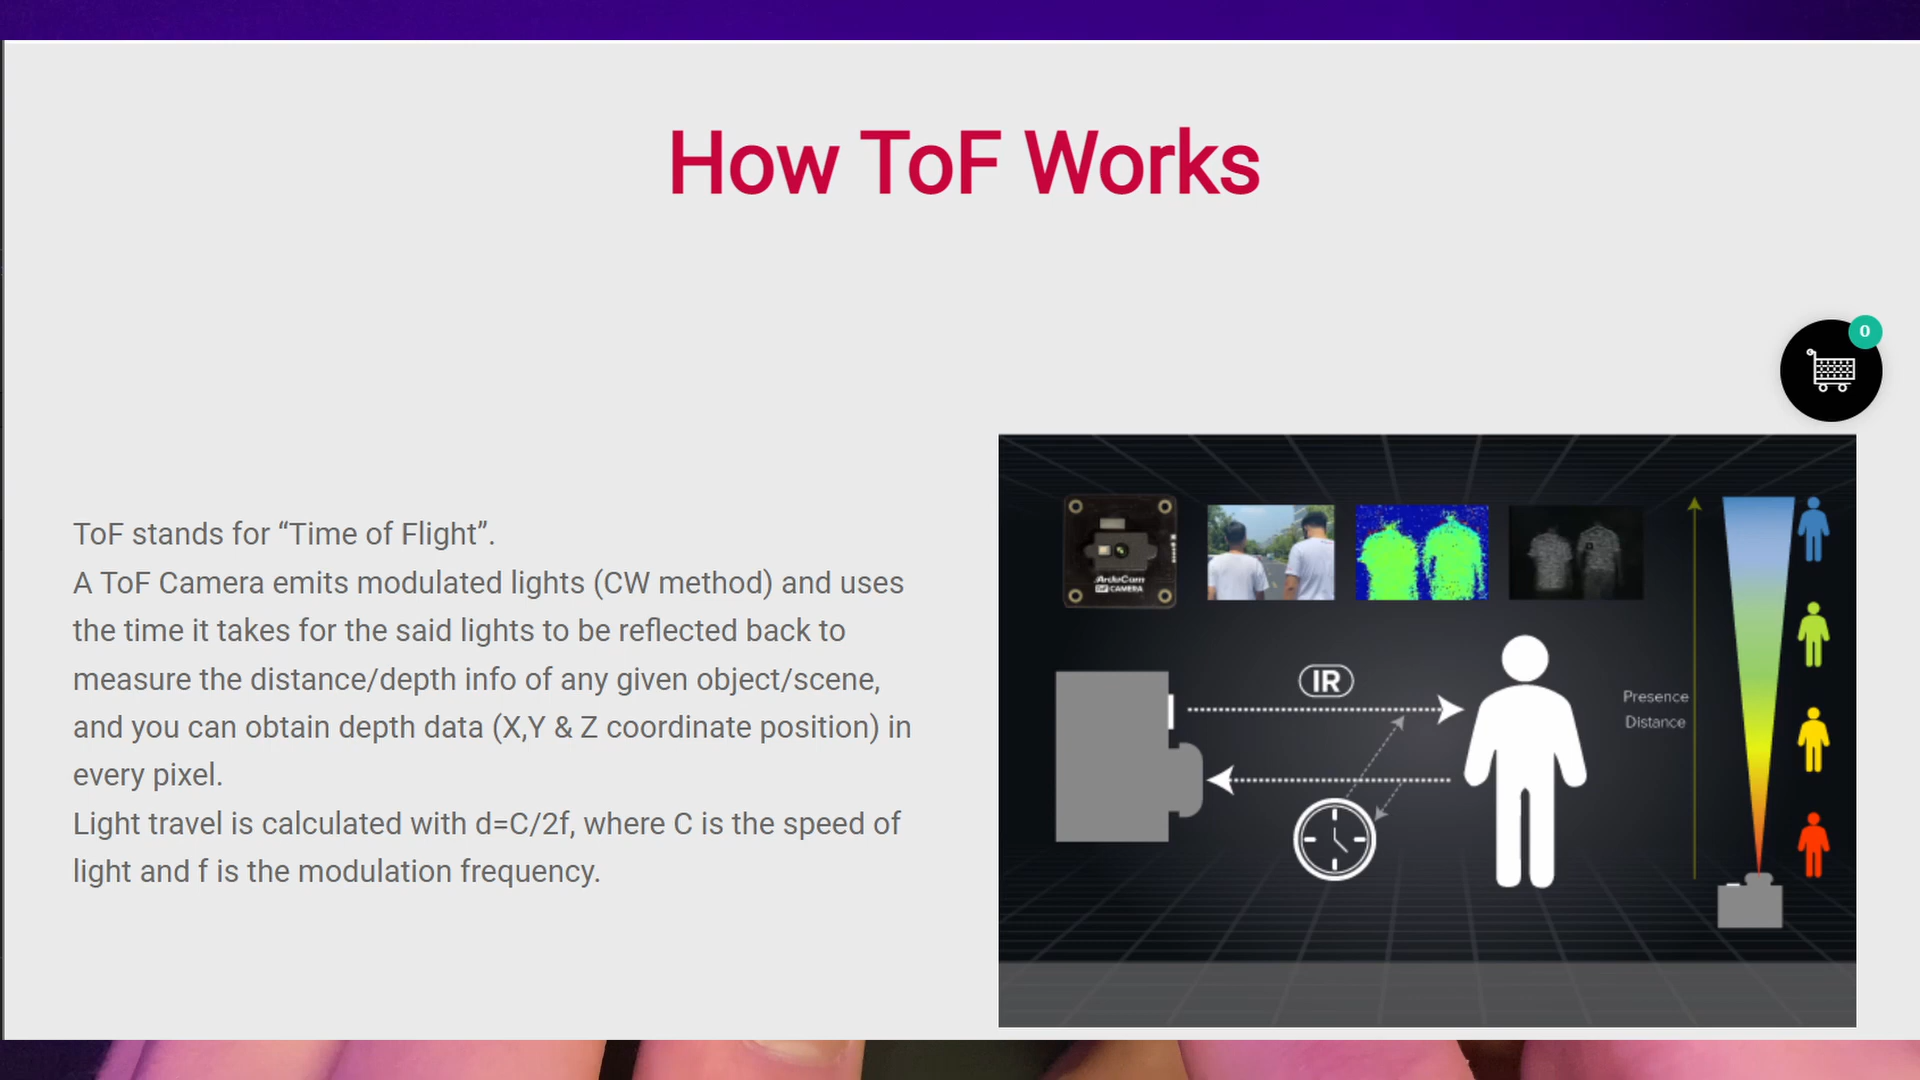 How ToF Works
0
ToF stands for “Time of Flight”.
A ToF Camera emits modulated lights (CW method) and uses
the time it takes for the said lights to be reflected back to
measure the distance/depth info of any given object/scene,
and you can obtain depth data (X,Y & Z coordinate position) in
every pixel.
Light travel is calculated with d=C/2f, where C is the speed of
light and f is the modulation frequency.
ArduCam
ToF CAMERA
IR
Presence
Distance